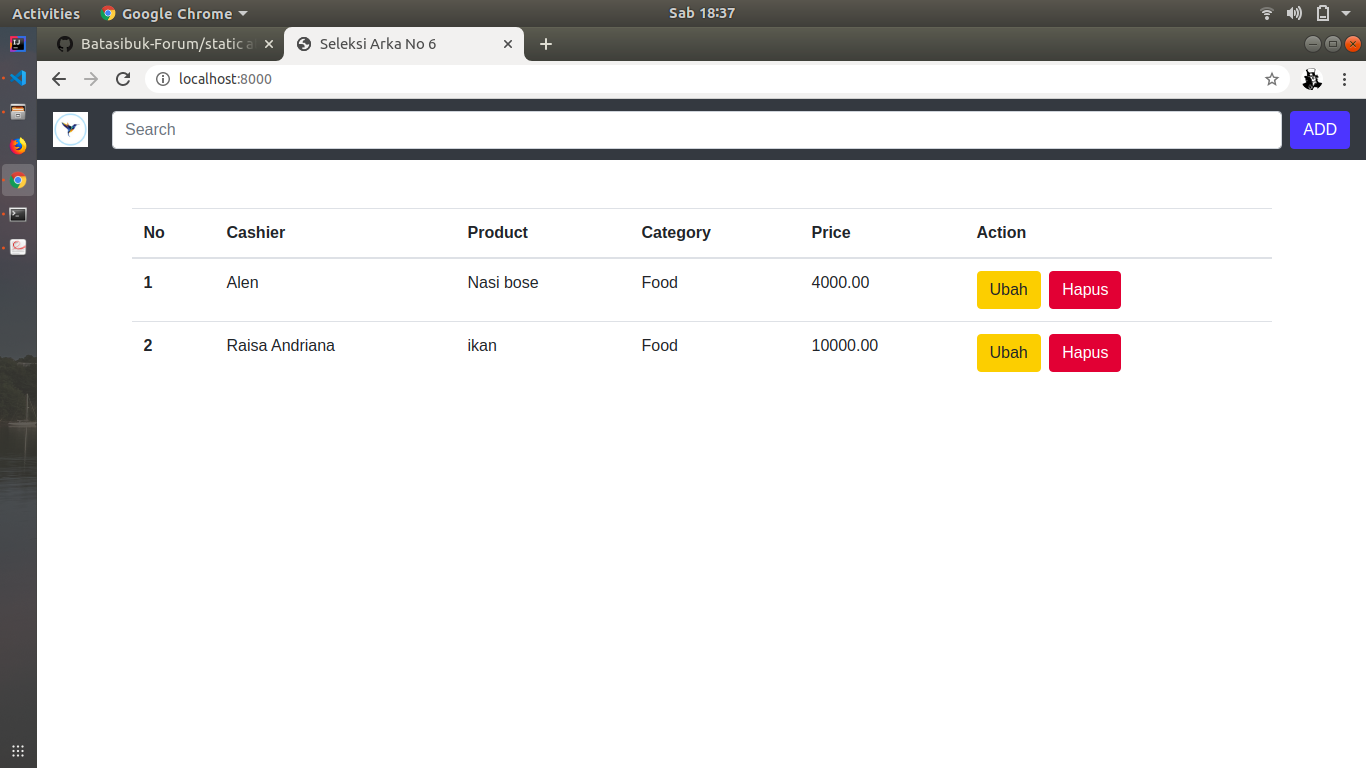 Activities Google Chrome Sab 18:37
Batasibuk-Forum/static a Seleksi Arka No 6
localhost:8000
Search ADD
No Cashier Product Category Price Action
1 Alen Nasi bose Food 4000.00 Ubah Hapus
2 Raisa Andriana ikan Food 10000.00 Ubah Hapus